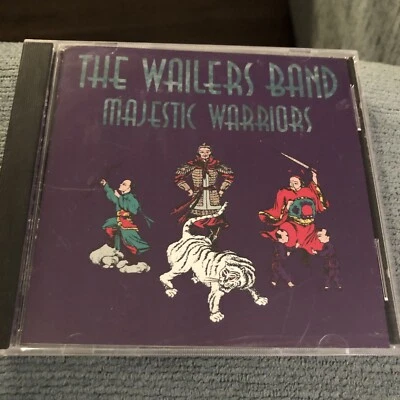 THE WAILERS BAND
MAJESTIC WARRIORS